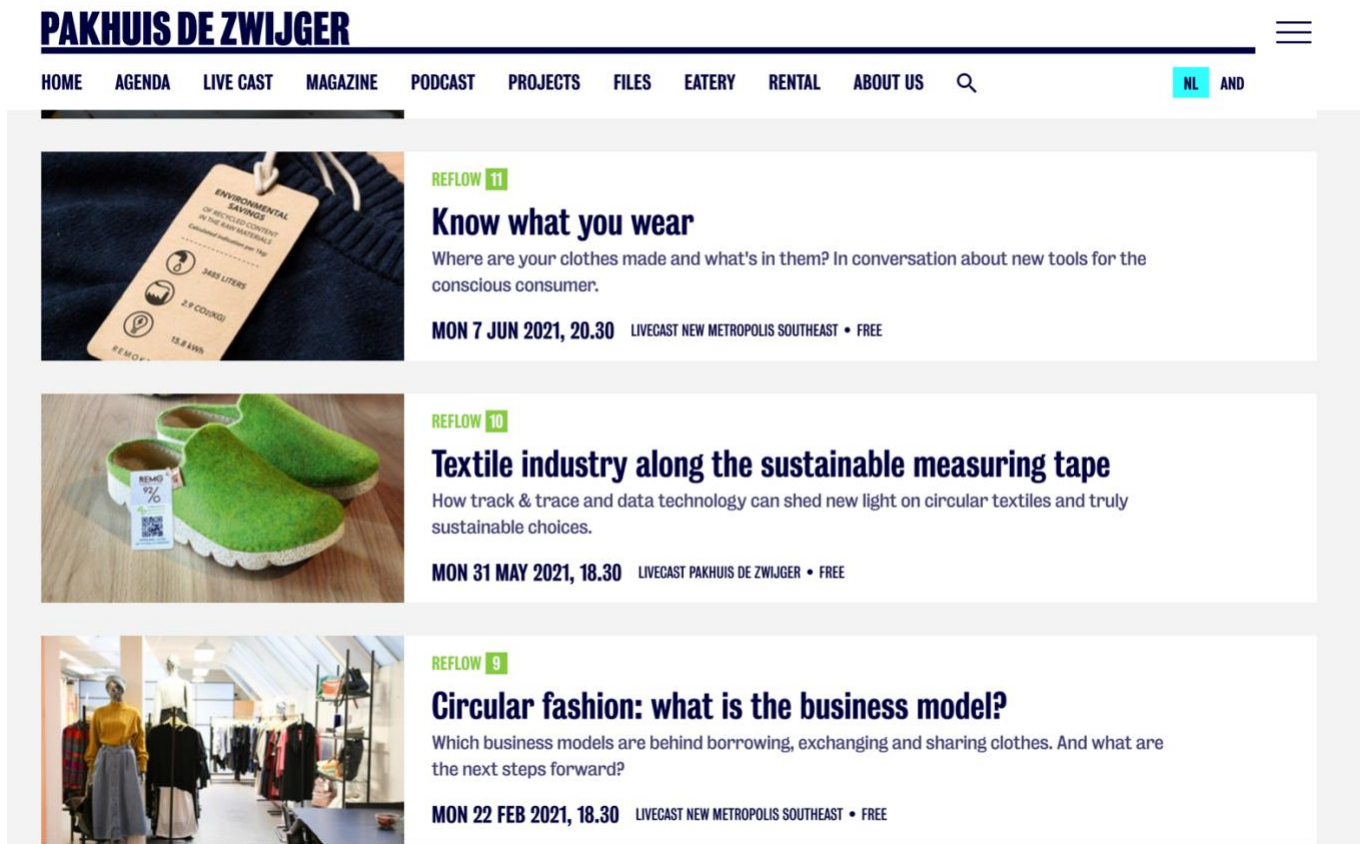 PAKHUIS DE ZWIJGER
HOME AGENDA LIVE CAST MAGAZINE PODCAST PROJECTS FILES EATERY RENTAL ABOUT US NL AND
ENVIRONMENTAL
SAVINGS
OF RECYCLED CONTENT
IN THE RAW MATERIALS
Calculated indication per 1kg
3485 LITERS
2.9 CO2(KG)
15.8 kWh
REFLOW 11
Know what you wear
Where are your clothes made and what's in them? In conversation about new tools for the
conscious consumer.
MON 7 JUN 2021, 20.30 LIVECAST NEW METROPOLIS SOUTHEAST • FREE
92%
REFLOW 10
Textile industry along the sustainable measuring tape
How track & trace and data technology can shed new light on circular textiles and truly
sustainable choices.
MON 31 MAY 2021, 18.30 LIVECAST PAKHUIS DE ZWIJGER • FREE
REFLOW 9
Circular fashion: what is the business model?
Which business models are behind borrowing, exchanging and sharing clothes. And what are
the next steps forward?
MON 22 FEB 2021, 18.30 LIVECAST NEW METROPOLIS SOUTHEAST • FREE